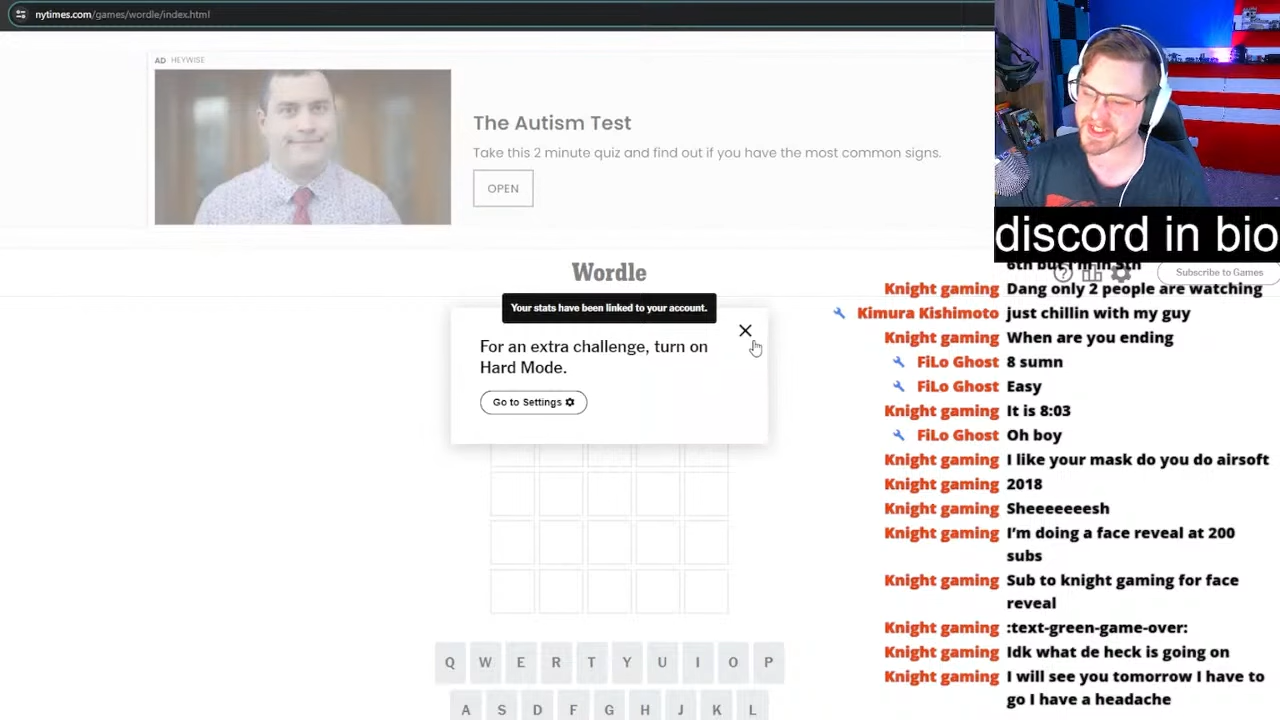 nytimes.com/games/wordle/index.html
AD HEYWISE
The Autism Test
Take this 2 minute quiz and find out if you have the most common signs.
OPEN
discord in bio
Wordle
Subscribe to Games
Your stats have been linked to your account.
For an extra challenge, turn on
Hard Mode.
Go to Settings
Q W E R T Y U I O P
A S D F G H J K L
6th but I'm in 5th
Knight gaming Dang only 2 people are watching
Kimura Kishimoto just chillin with my guy
Knight gaming When are you ending
FiLo Ghost 8 sumn
FiLo Ghost Easy
Knight gaming It is 8:03
FiLo Ghost Oh boy
Knight gaming I like your mask do you do airsoft
Knight gaming 2018
Knight gaming Sheeeeeeesh
Knight gaming I’m doing a face reveal at 200
subs
Knight gaming Sub to knight gaming for face
reveal
Knight gaming :text-green-game-over:
Knight gaming Idk what de heck is going on
Knight gaming I will see you tomorrow I have to
go I have a headache